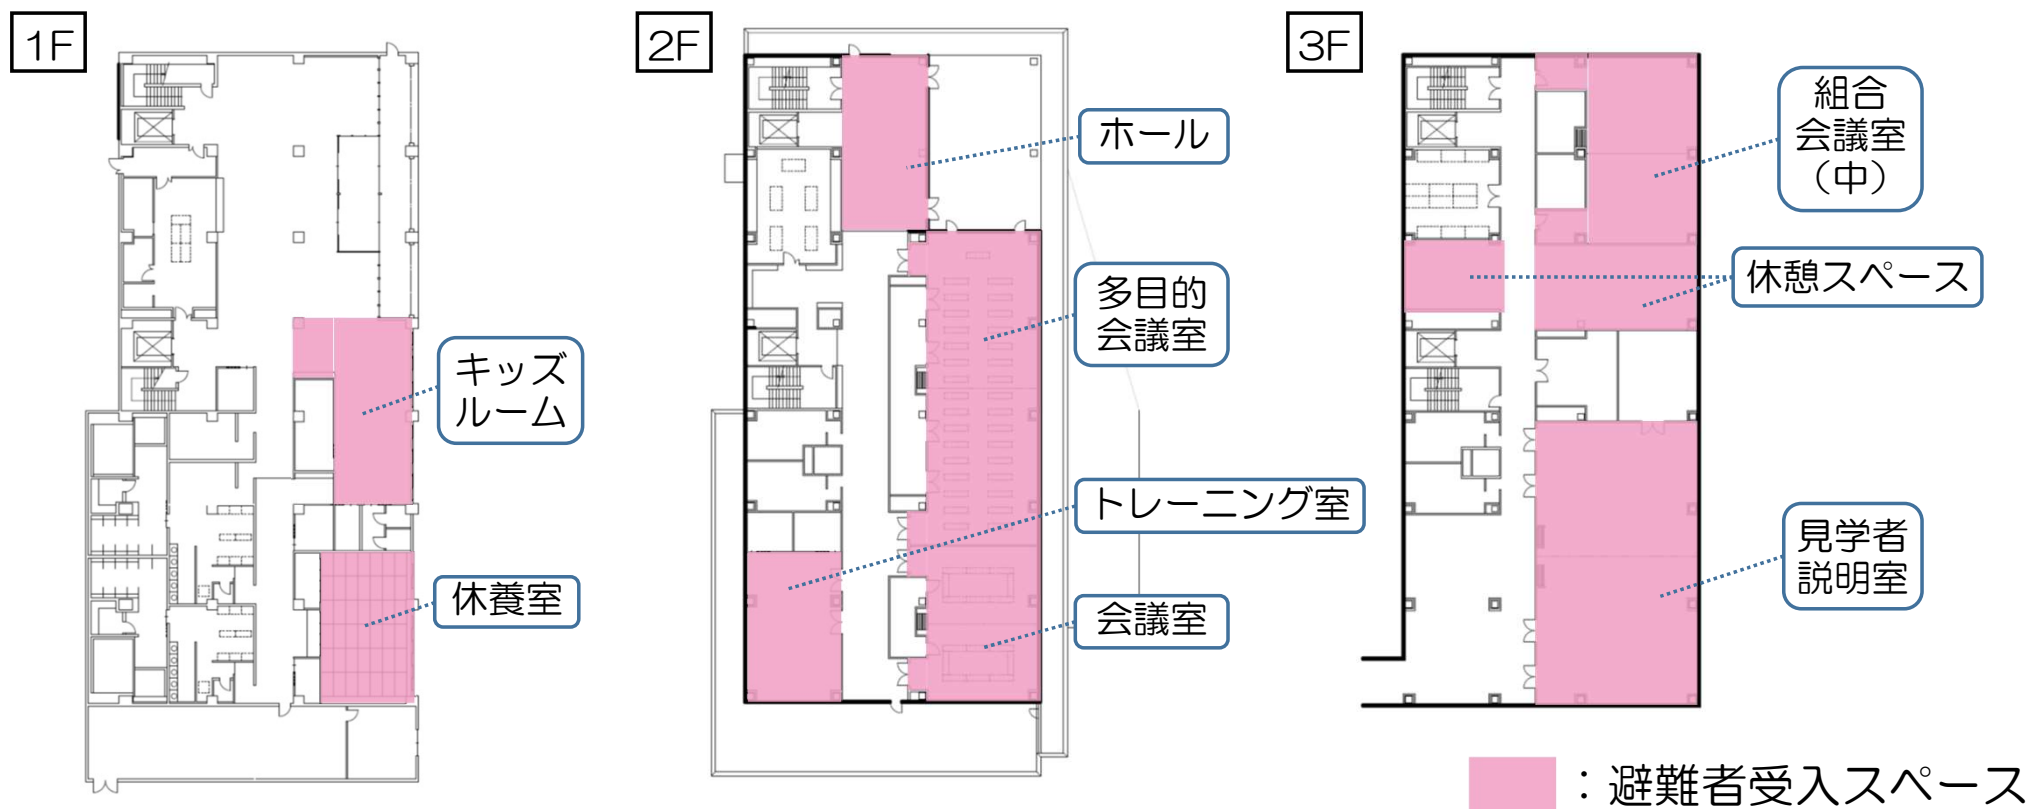 1F
キッズ
ルーム
休養室
2F
ホール
多目的
会議室
トレーニング室
会議室
3F
組合
会議室
（中）
休憩スペース
見学者
説明室
：避難者受入スペース